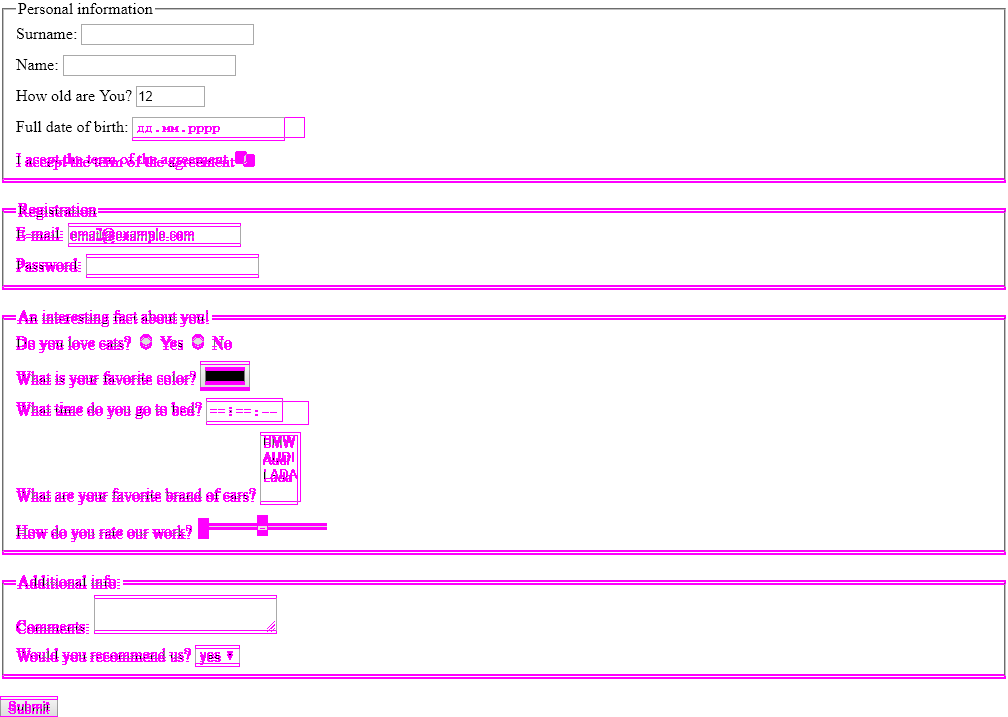 Personal information
Surname:
Name:
How old are You? 12
Full date of birth: дд.мм.рррр
I accept the term of the agreement
Registration
E-mail:
Password:
An interesting fact about you!
Do you love cats? Yes No
What is your favorite color?
What time do you go to bed? --:--
BMW
AUDI
LADA
What are your favorite brand of cars?
How do you rate our work?
Additional info:
Comments:
Would you recommend us? yes
Submit